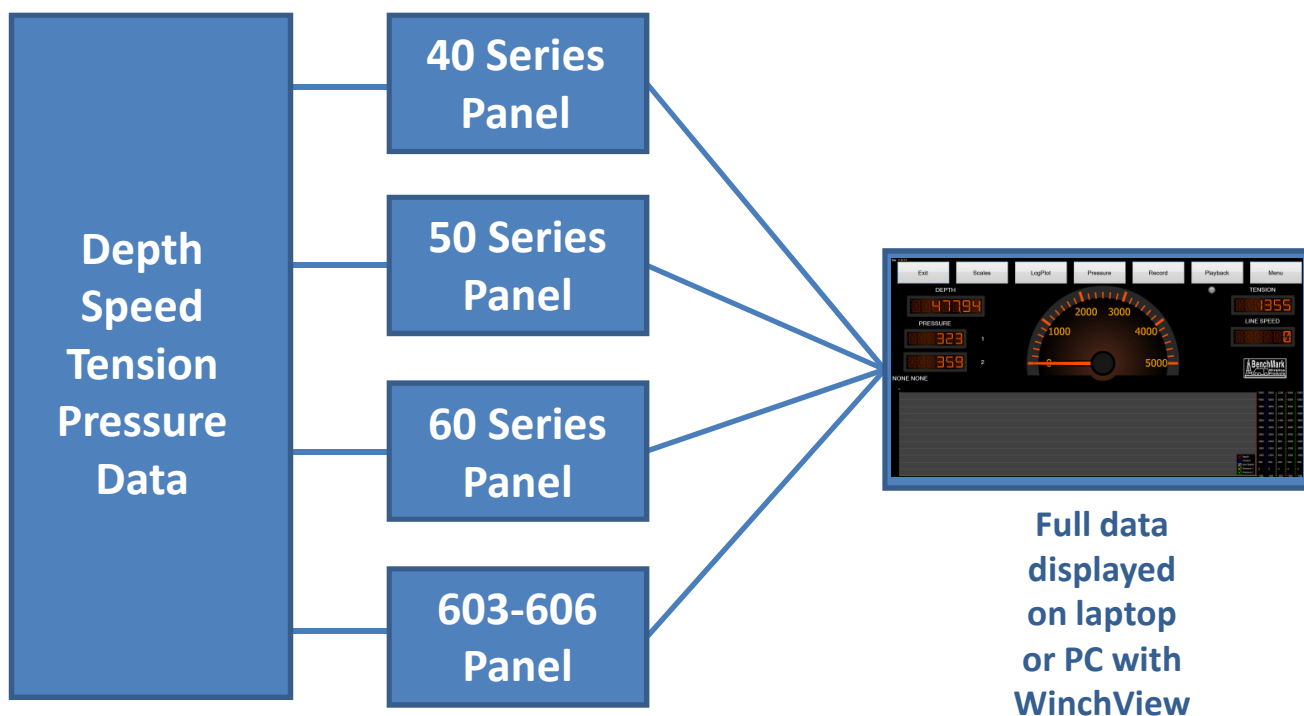 Depth
Speed
Tension
Pressure
Data
40 Series
Panel
50 Series
Panel
60 Series
Panel
603-606
Panel
Exit
Scales
LogPlot
Pressure
Record
Playback
Menu
DEPTH
47794
PRESSURE
323 1
359 2
NONE NONE
0
1000
2000
3000
4000
5000
TENSION
1355
LINE SPEED
0
BenchMark
Full data
displayed
on laptop
or PC with
WinchView